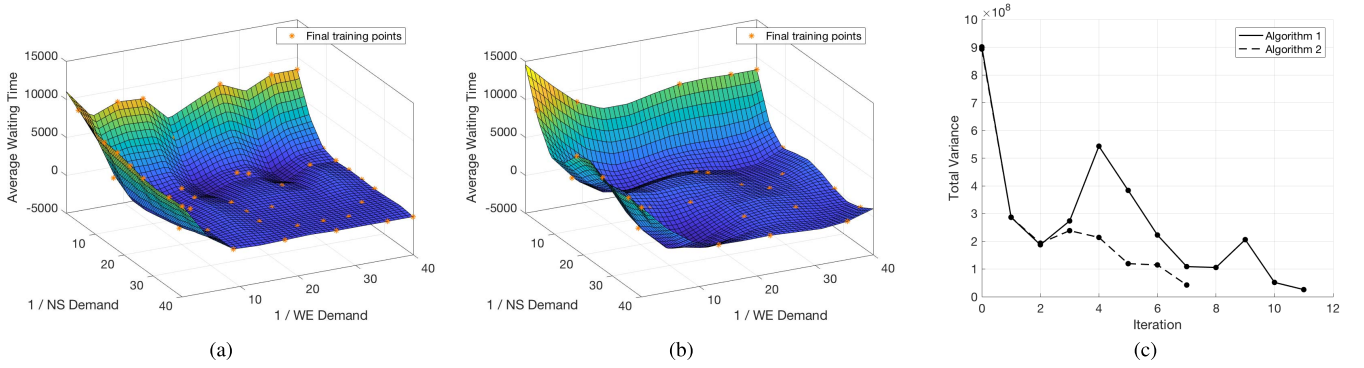 Final training points
15000
10000
5000
0
-5000
Average Waiting Time
10
20
30
40
1 / NS Demand
10
20
30
40
1 / WE Demand
(a)
Final training points
15000
10000
5000
0
-5000
Average Waiting Time
10
20
30
40
1 / NS Demand
10
20
30
40
1 / WE Demand
(b)
×10⁸
10
9
8
7
6
5
4
3
2
1
0
Total Variance
Algorithm 1
Algorithm 2
0 2 4 6 8 10 12
Iteration
(c)